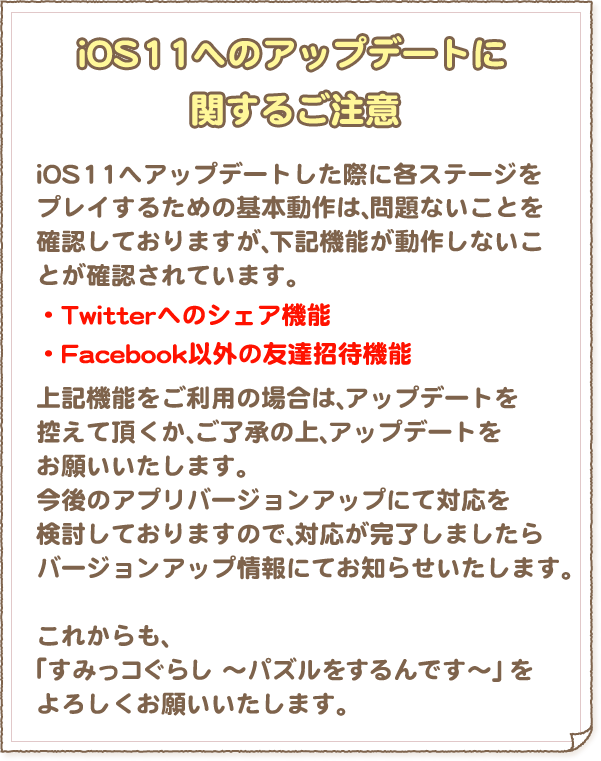 iOS11へのアップデートに
関するご注意
iOS11へアップデートした際に各ステージを
プレイするための基本動作は、問題ないことを
確認しておりますが、下記機能が動作しないこ
とが確認されています。
・Twitterへのシェア機能
・Facebook以外の友達招待機能
上記機能をご利用の場合は、アップデートを
控えて頂くか、ご了承の上、アップデートを
お願いいたします。
今後のアプリバージョンアップにて対応を
検討しておりますので、対応が完了しましたら
バージョンアップ情報にてお知らせいたします。
これからも、
「すみっコぐらし ～パズルをするんです～」を
よろしくお願いいたします。